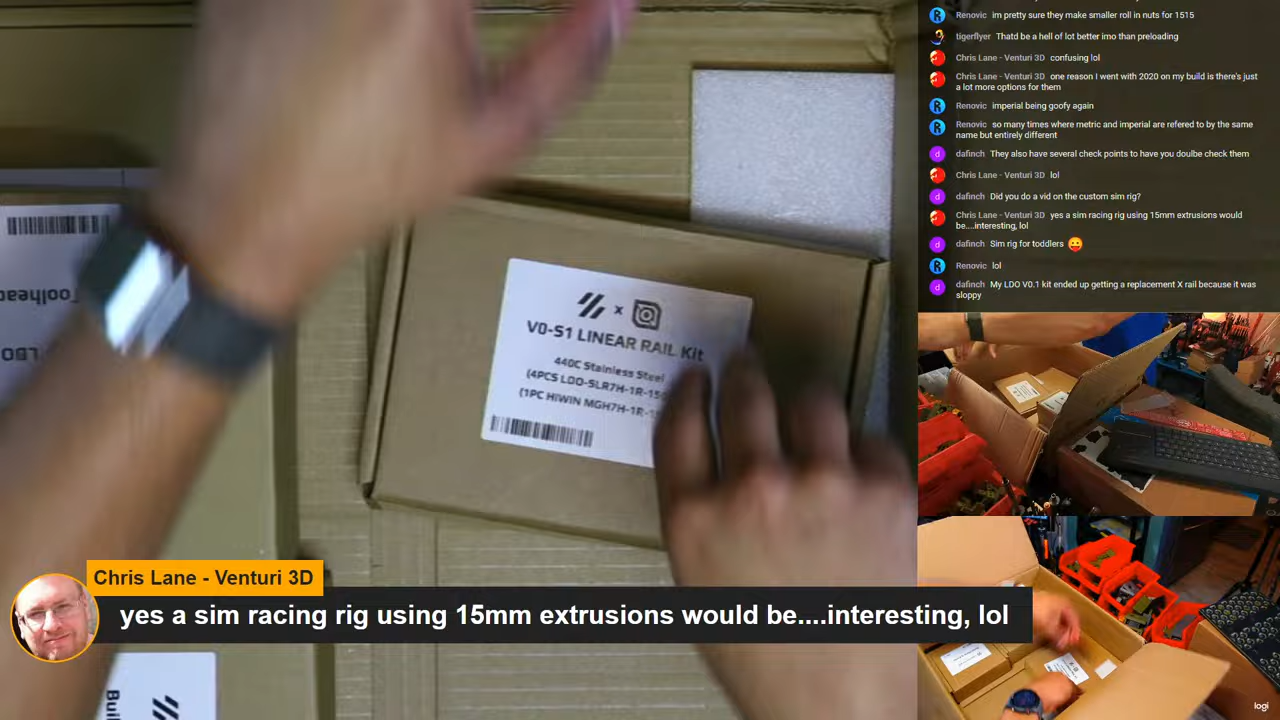 Renovic im pretty sure they make smaller roll in nuts for 1515
tigerflyer Thatd be a hell of lot better imo than preloading
Chris Lane - Venturi 3D confusing lol
Chris Lane - Venturi 3D one reason I went with 2020 on my build is there's just
a lot more options for them
Renovic imperial being goofy again
Renovic so many times where metric and imperial are refered to by the same
name but entirely different
dafinch They also have several check points to have you doulbe check them
Chris Lane - Venturi 3D lol
dafinch Did you do a vid on the custom sim rig?
Chris Lane - Venturi 3D yes a sim racing rig using 15mm extrusions would
be....interesting, lol
dafinch Sim rig for toddlers
Renovic lol
dafinch My LDO V0.1 kit ended up getting a replacement X rail because it was
sloppy
x
V0-S1 LINEAR RAIL Kit
440C Stainless Steel
(4PCS LDO-SLR7H-1R-15
(1PC HIWIN MGH7H-1R-
Toolhead
LDO
Bui
Chris Lane - Venturi 3D
yes a sim racing rig using 15mm extrusions would be....interesting, lol
logi